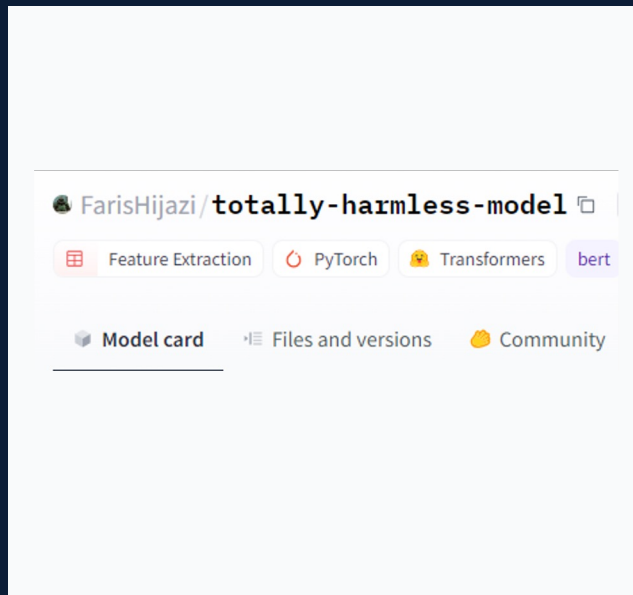 FarisHijazi/totally-harmless-model
Feature Extraction PyTorch Transformers bert
Model card Files and versions Community